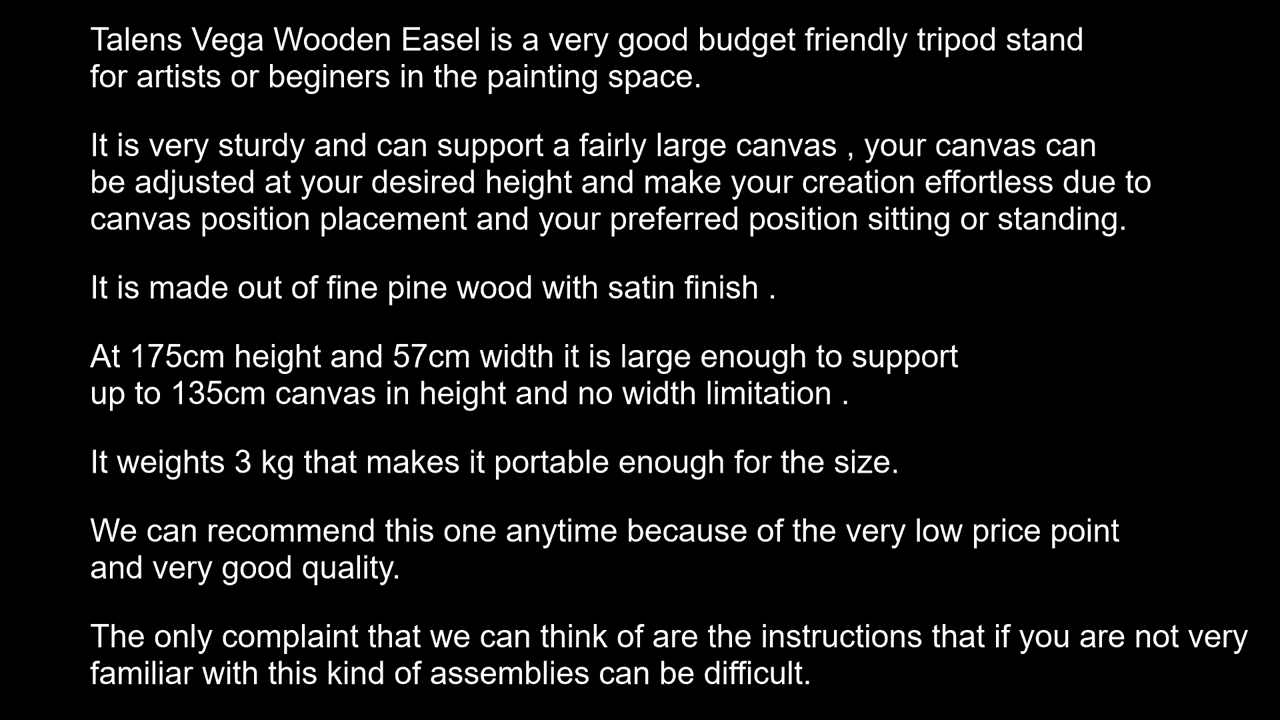 Talens Vega Wooden Easel is a very good budget friendly tripod stand
for artists or beginers in the painting space.
It is very sturdy and can support a fairly large canvas , your canvas can
be adjusted at your desired height and make your creation effortless due to
canvas position placement and your preferred position sitting or standing.
It is made out of fine pine wood with satin finish .
At 175cm height and 57cm width it is large enough to support
up to 135cm canvas in height and no width limitation .
It weights 3 kg that makes it portable enough for the size.
We can recommend this one anytime because of the very low price point
and very good quality.
The only complaint that we can think of are the instructions that if you are not very
familiar with this kind of assemblies can be difficult.